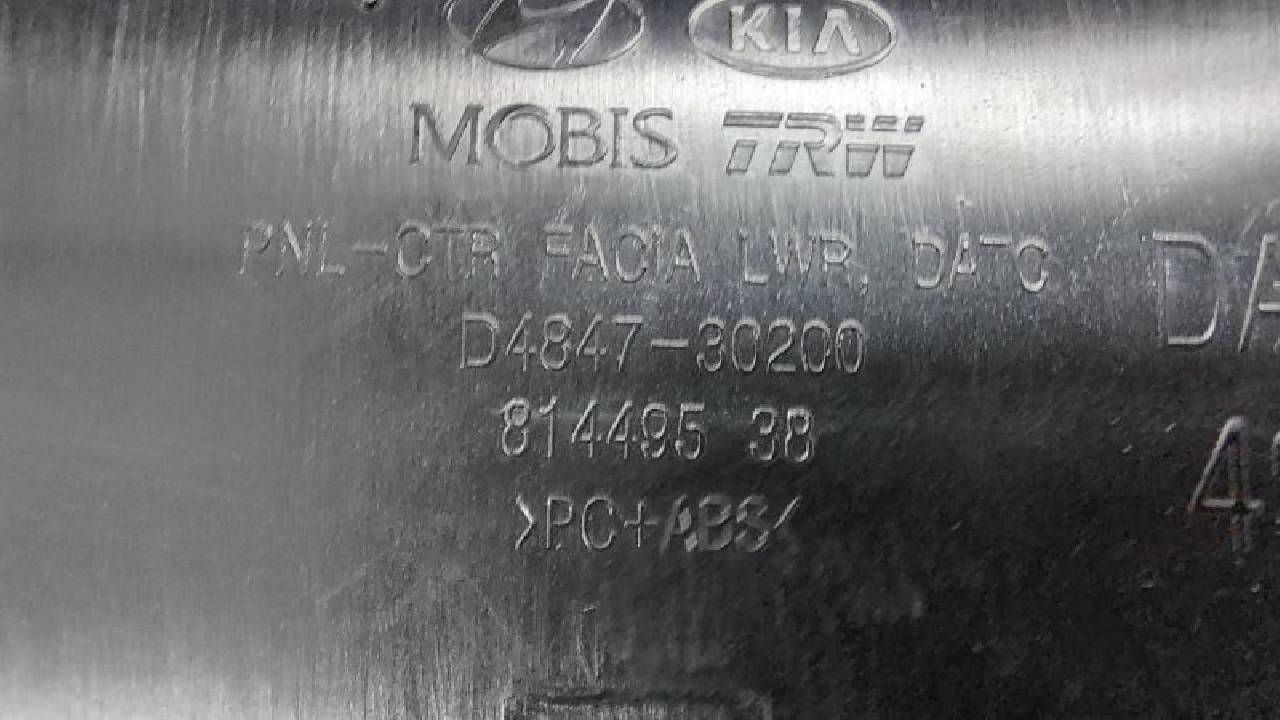 KIA
MOBIS TRW
PNL-CTR FACIA LWR, DATC
D4847-30200
814495 38
>PC+ABS<